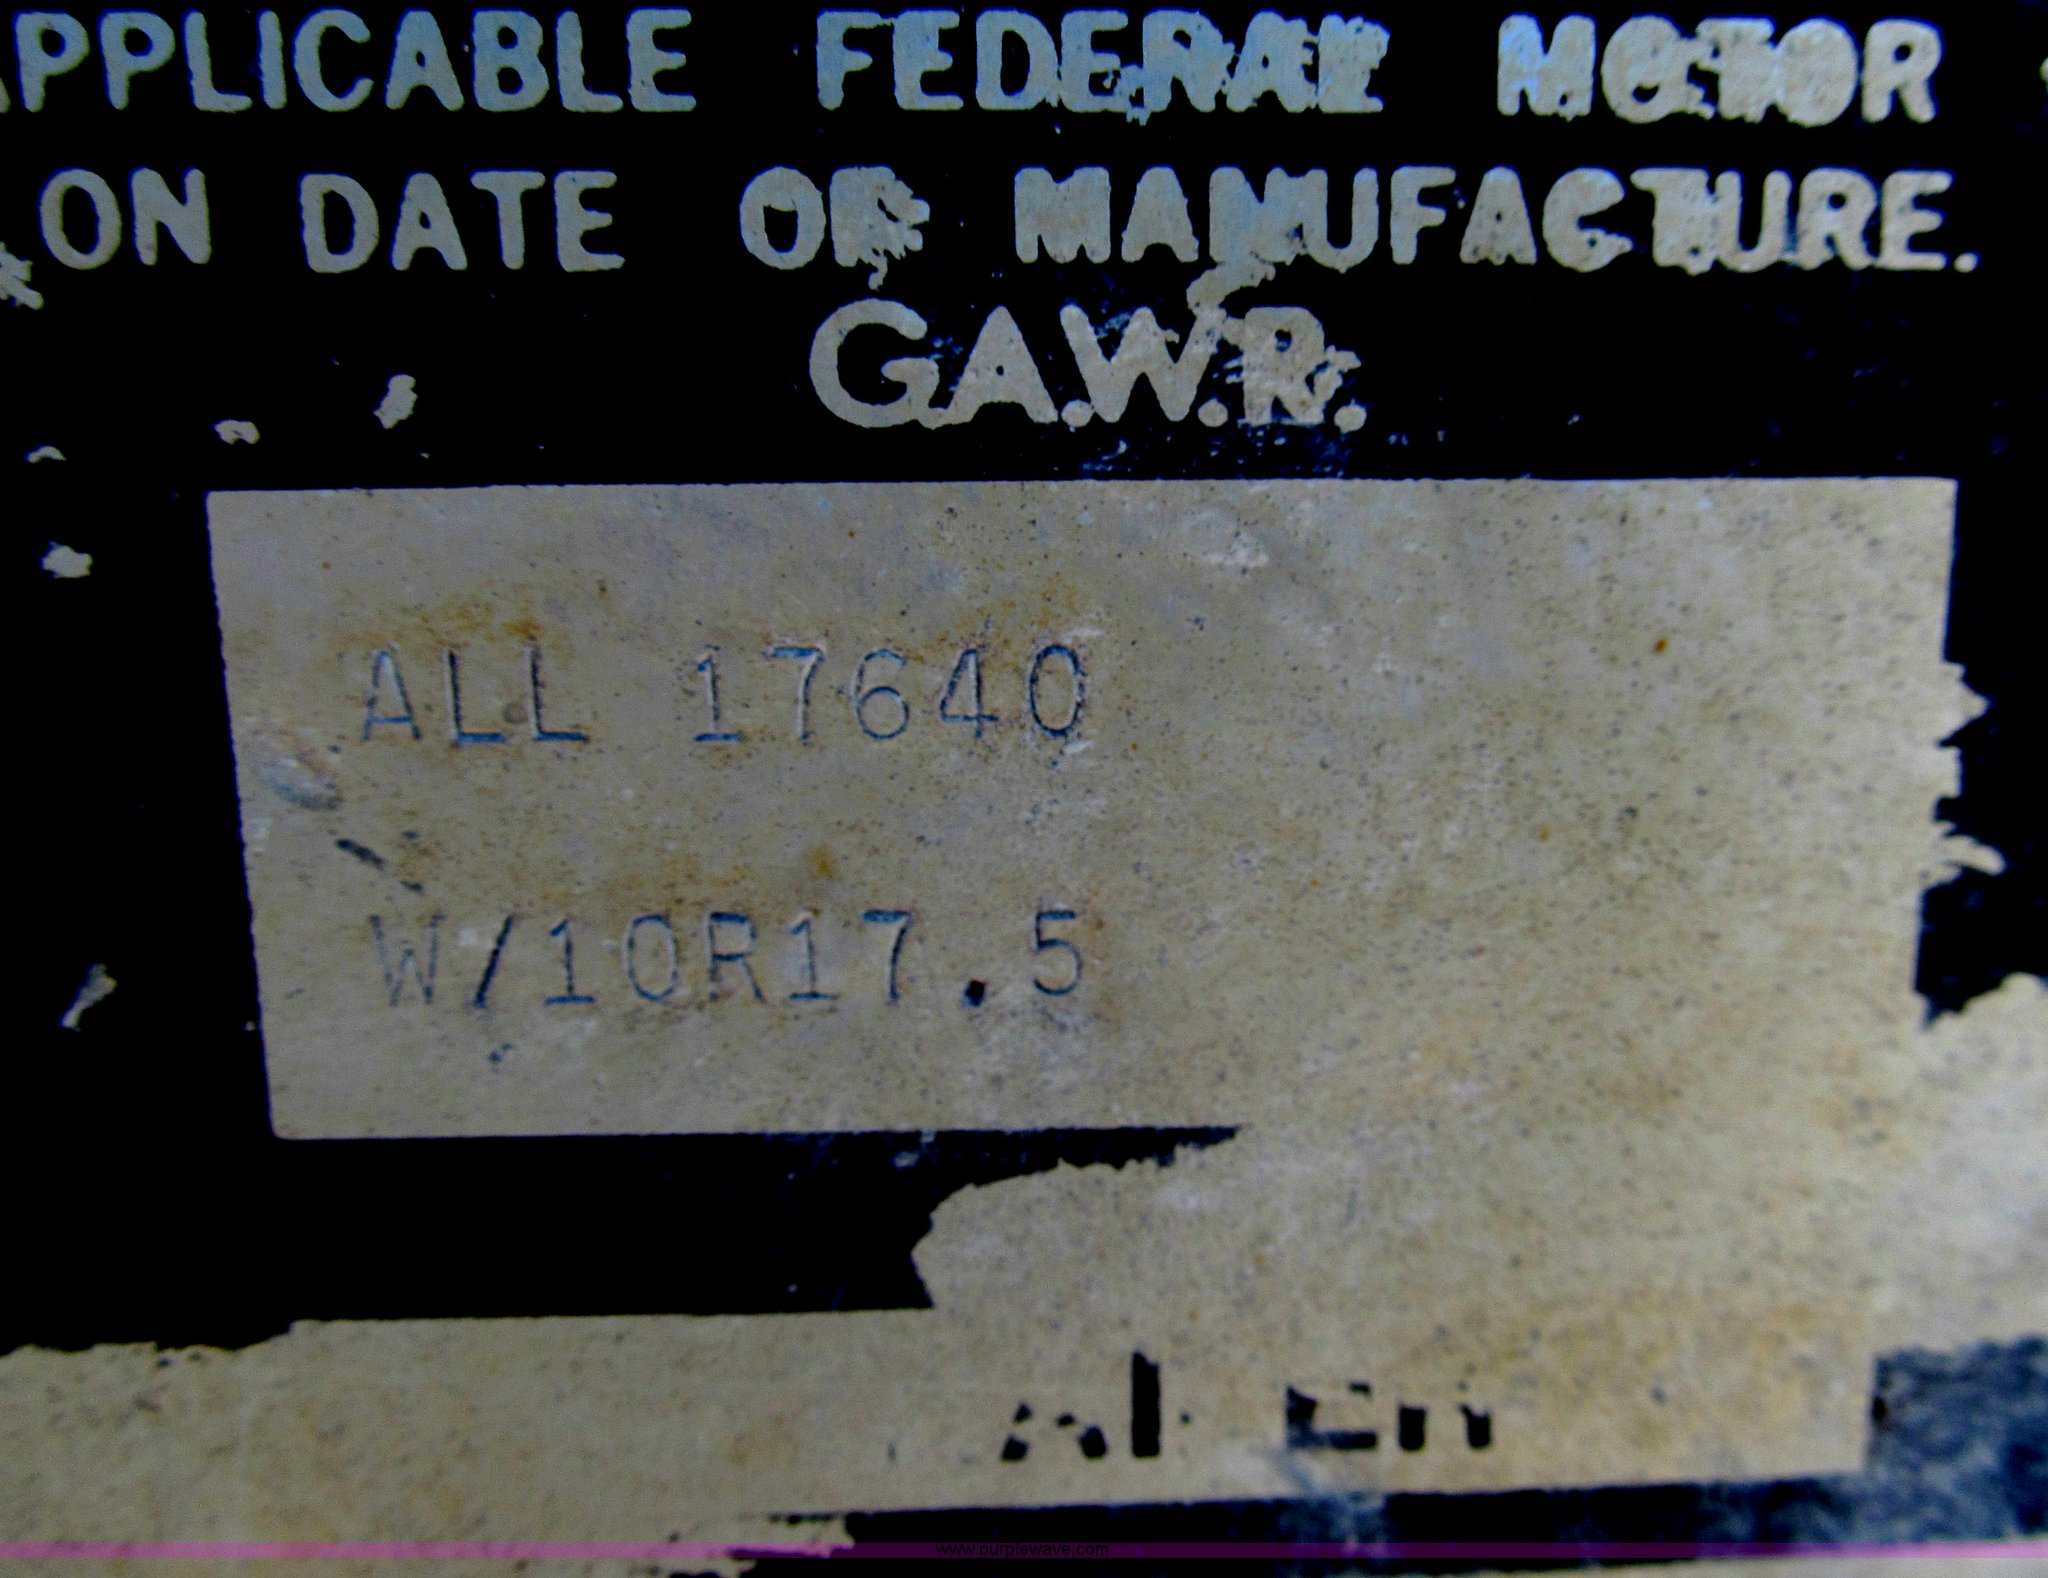 APPLICABLE FEDERAL MOTOR
ON DATE OF MANUFACTURE.
G.A.W.R.
ALL 17640
W/10R17.5
www.purplewave.com